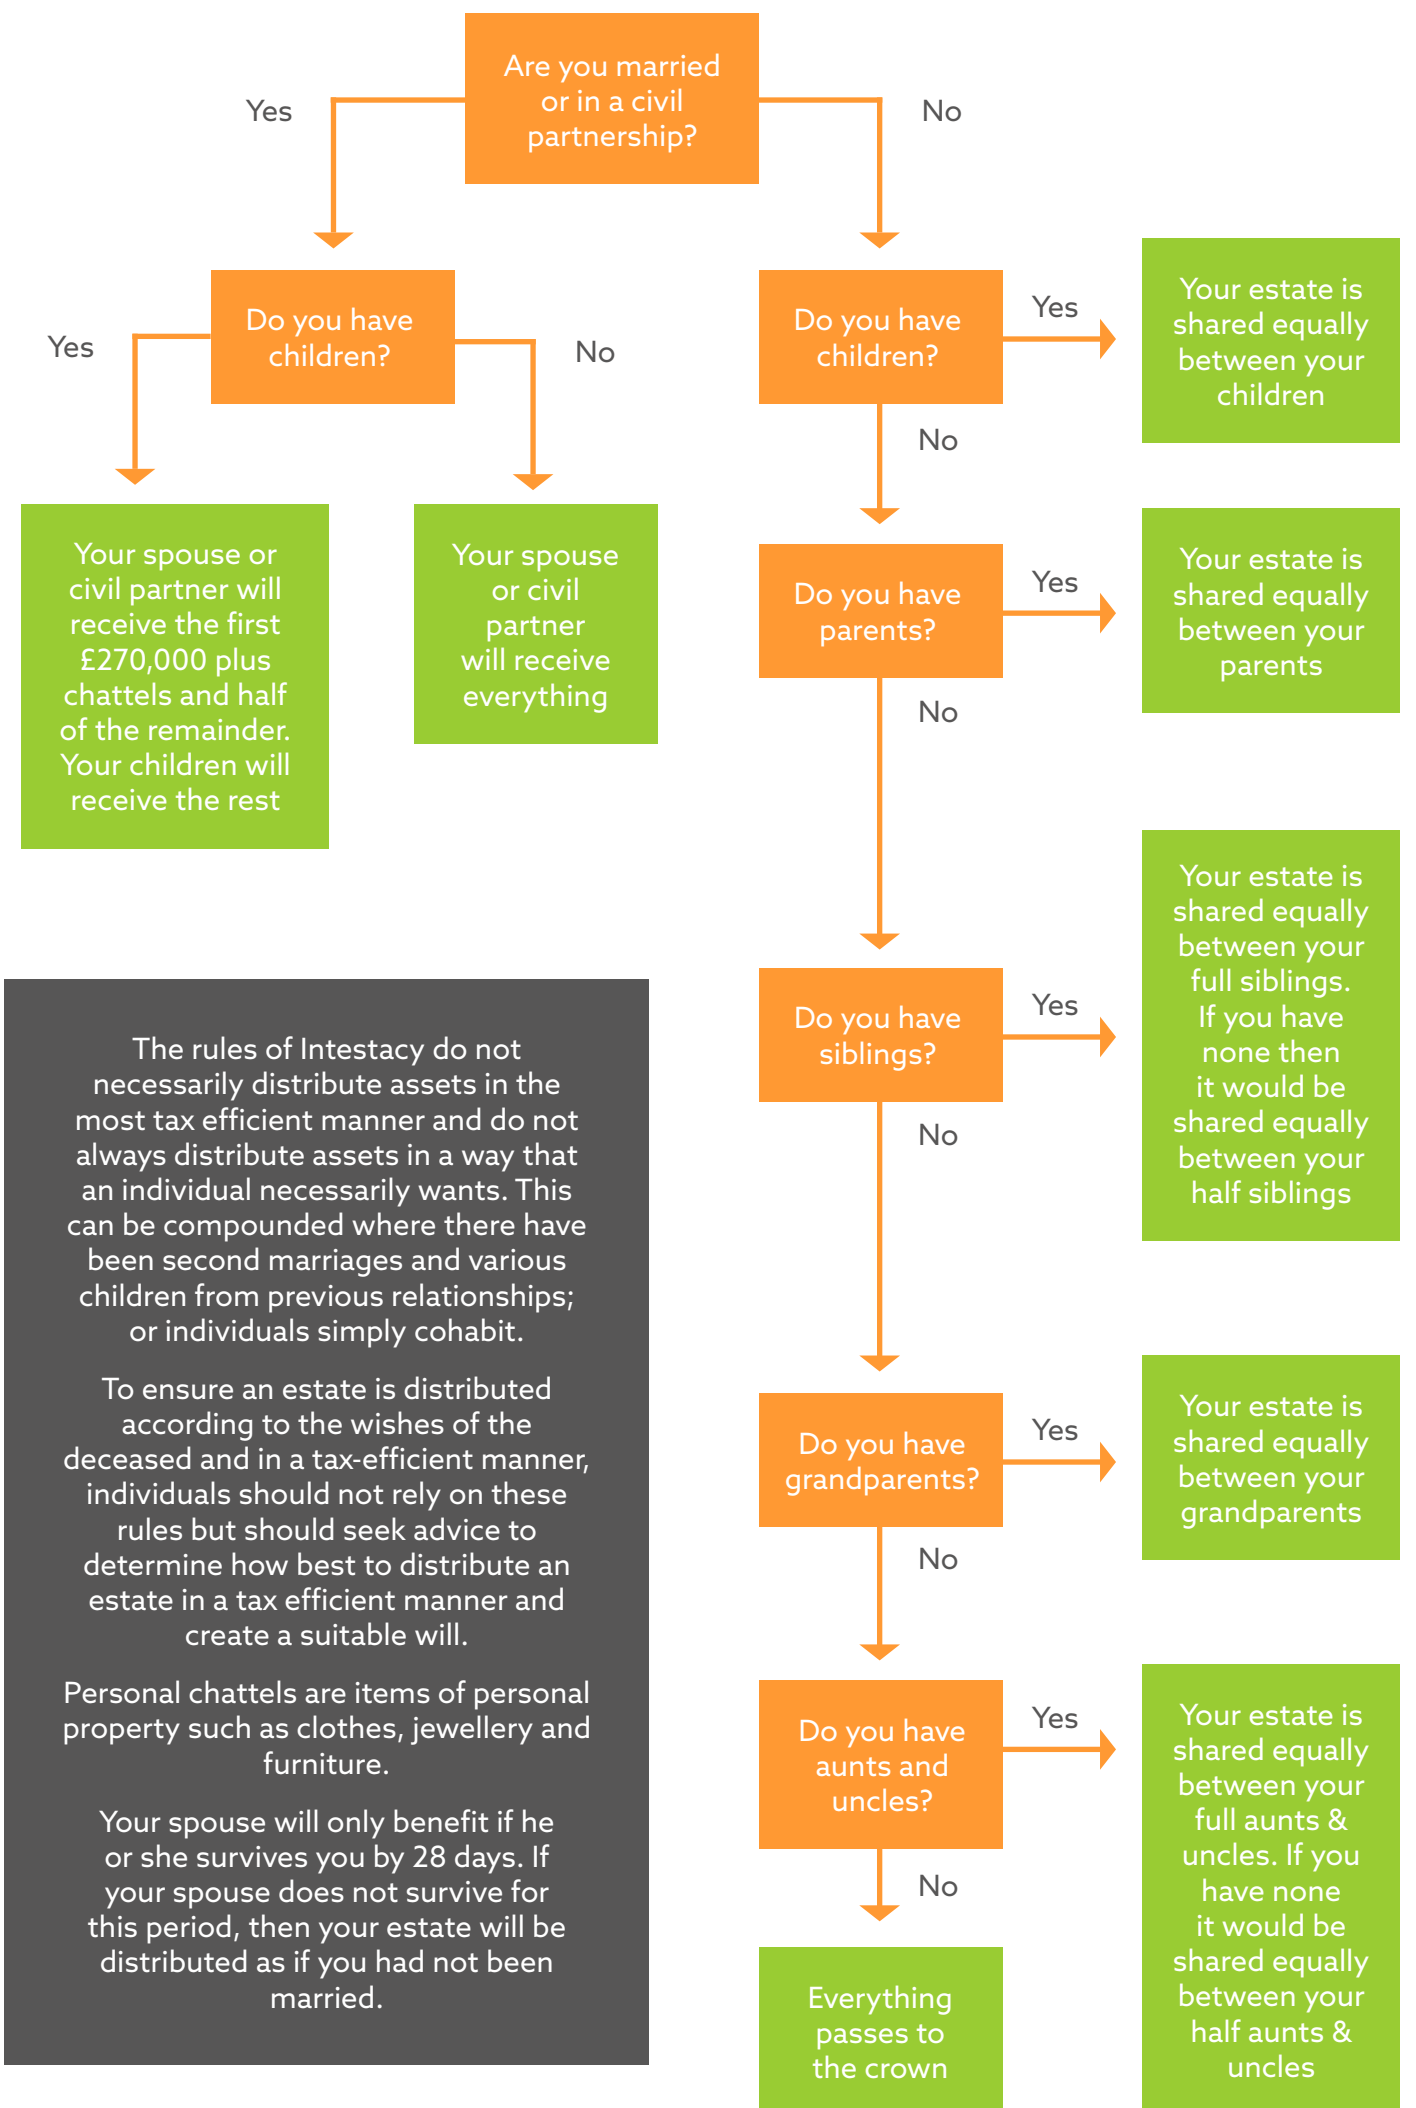 Are you married
or in a civil
partnership?
Yes
No
Do you have
children?
Yes
No
Your spouse or
civil partner will
receive the first
£270,000 plus
chattels and half
of the remainder.
Your children will
receive the rest
Your spouse
or civil
partner
will receive
everything
Do you have
children?
Yes
Your estate is
shared equally
between your
children
No
Do you have
parents?
Yes
Your estate is
shared equally
between your
parents
No
Do you have
siblings?
Yes
Your estate is
shared equally
between your
full siblings.
If you have
none then
it would be
shared equally
between your
half siblings
No
Do you have
grandparents?
Yes
Your estate is
shared equally
between your
grandparents
No
Do you have
aunts and
uncles?
Yes
Your estate is
shared equally
between your
full aunts &
uncles. If you
have none
it would be
shared equally
between your
half aunts &
uncles
No
Everything
passes to
the crown
The rules of Intestacy do not
necessarily distribute assets in the
most tax efficient manner and do not
always distribute assets in a way that
an individual necessarily wants. This
can be compounded where there have
been second marriages and various
children from previous relationships;
or individuals simply cohabit.
To ensure an estate is distributed
according to the wishes of the
deceased and in a tax-efficient manner,
individuals should not rely on these
rules but should seek advice to
determine how best to distribute an
estate in a tax efficient manner and
create a suitable will.
Personal chattels are items of personal
property such as clothes, jewellery and
furniture.
Your spouse will only benefit if he
or she survives you by 28 days. If
your spouse does not survive for
this period, then your estate will be
distributed as if you had not been
married.